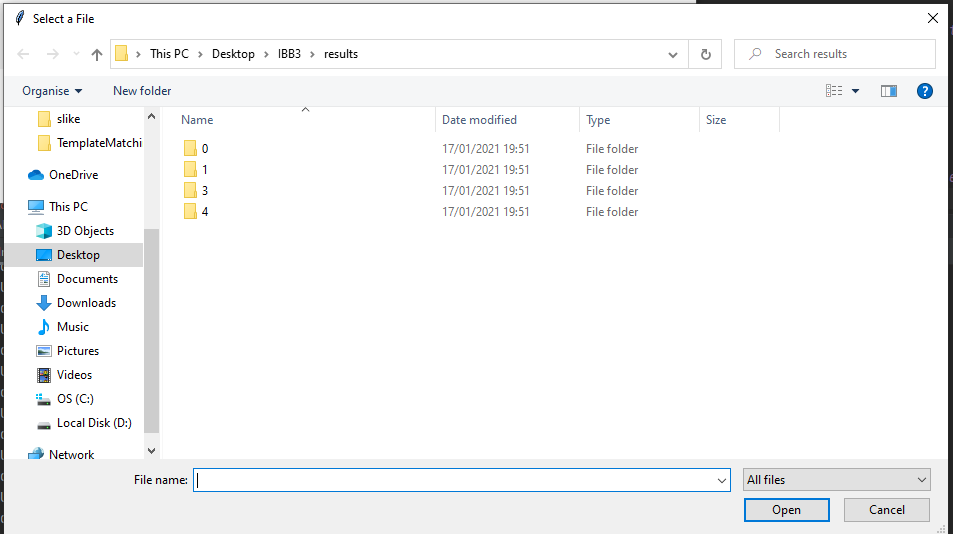 Select a File
This PC > Desktop > IBB3 > results
Search results
Organise
New folder
slike
TemplateMatchi
OneDrive
This PC
3D Objects
Desktop
Documents
Downloads
Music
Pictures
Videos
OS (C:)
Local Disk (D:)
Network
Name Date modified Type Size
0 17/01/2021 19:51 File folder
1 17/01/2021 19:51 File folder
3 17/01/2021 19:51 File folder
4 17/01/2021 19:51 File folder
File name:
All files
Open
Cancel